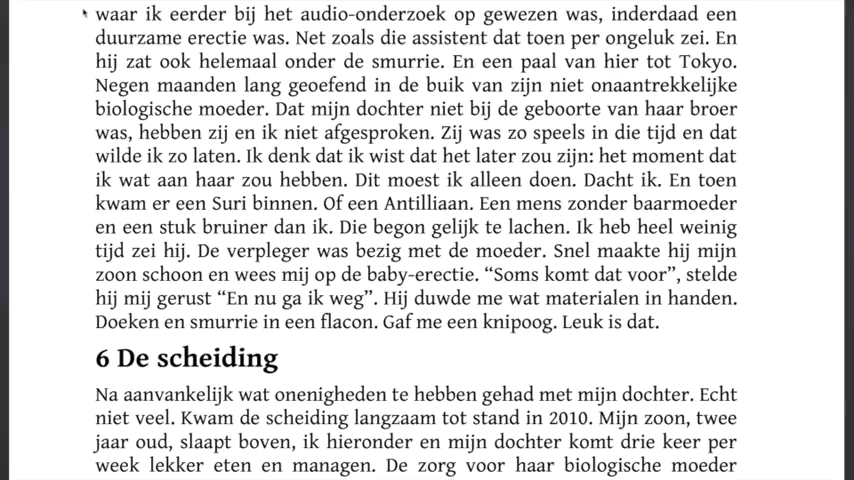 waar ik eerder bij het audio-onderzoek op gewezen was, inderdaad een
duurzame erectie was. Net zoals die assistent dat toen per ongeluk zei. En
hij zat ook helemaal onder de smurrie. En een paal van hier tot Tokyo.
Negen maanden lang geoefend in de buik van zijn niet onaantrekkelijke
biologische moeder. Dat mijn dochter niet bij de geboorte van haar broer
was, hebben zij en ik niet afgesproken. Zij was zo speels in die tijd en dat
wilde ik zo laten. Ik denk dat ik wist dat het later zou zijn: het moment dat
ik wat aan haar zou hebben. Dit moest ik alleen doen. Dacht ik. En toen
kwam er een Suri binnen. Of een Antilliaan. Een mens zonder baarmoeder
en een stuk bruiner dan ik. Die begon gelijk te lachen. Ik heb heel weinig
tijd zei hij. De verpleger was bezig met de moeder. Snel maakte hij mijn
zoon schoon en wees mij op de baby-erectie. “Soms komt dat voor”, stelde
hij mij gerust “En nu ga ik weg”. Hij duwde me wat materialen in handen.
Doeken en smurrie in een flacon. Gaf me een knipoog. Leuk is dat.
6 De scheiding
Na aanvankelijk wat onenigheden te hebben gehad met mijn dochter. Echt
niet veel. Kwam de scheiding langzaam tot stand in 2010. Mijn zoon, twee
jaar oud, slaapt boven, ik hieronder en mijn dochter komt drie keer per
week lekker eten en managen. De zorg voor haar biologische moeder